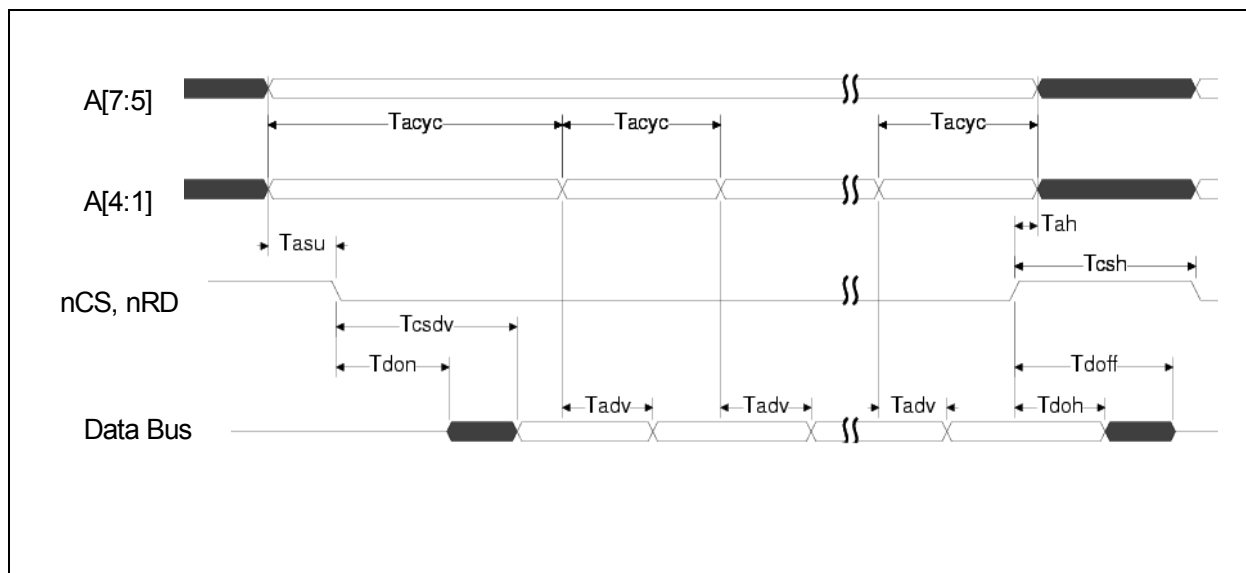 A[7:5]
Tacyc Tacyc Tacyc
A[4:1]
Tah
Tasu
Tcsh
nCS, nRD
Tcsdv
Tdon Tdoff
Tadv Tadv Tadv Tdoh
Data Bus